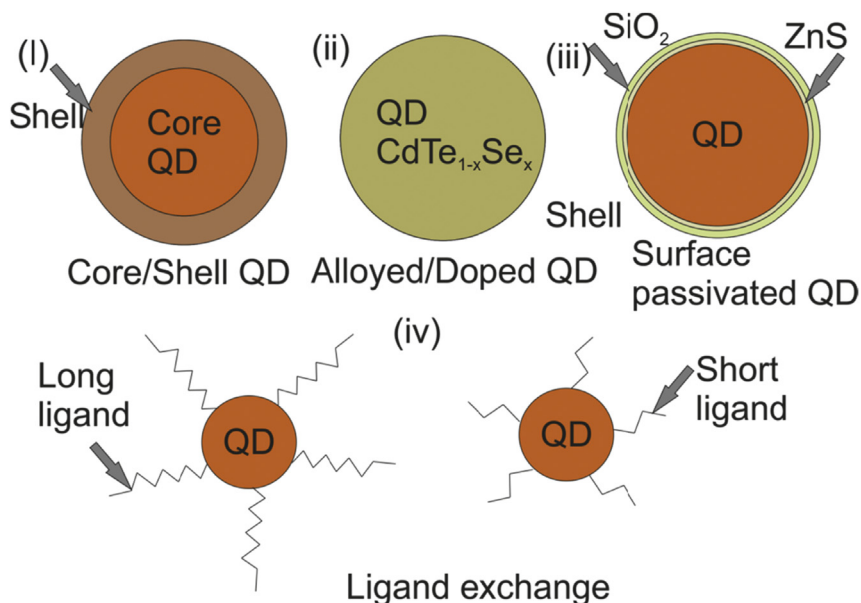 (I)
Shell
Core
QD
Core/Shell QD
(ii)
QD
CdTe₁₋ₓSeₓ
Alloyed/Doped QD
SiO₂
ZnS
(iii)
QD
Shell
Surface
passivated QD
(iv)
Long
ligand
QD
Short
ligand
QD
Ligand exchange